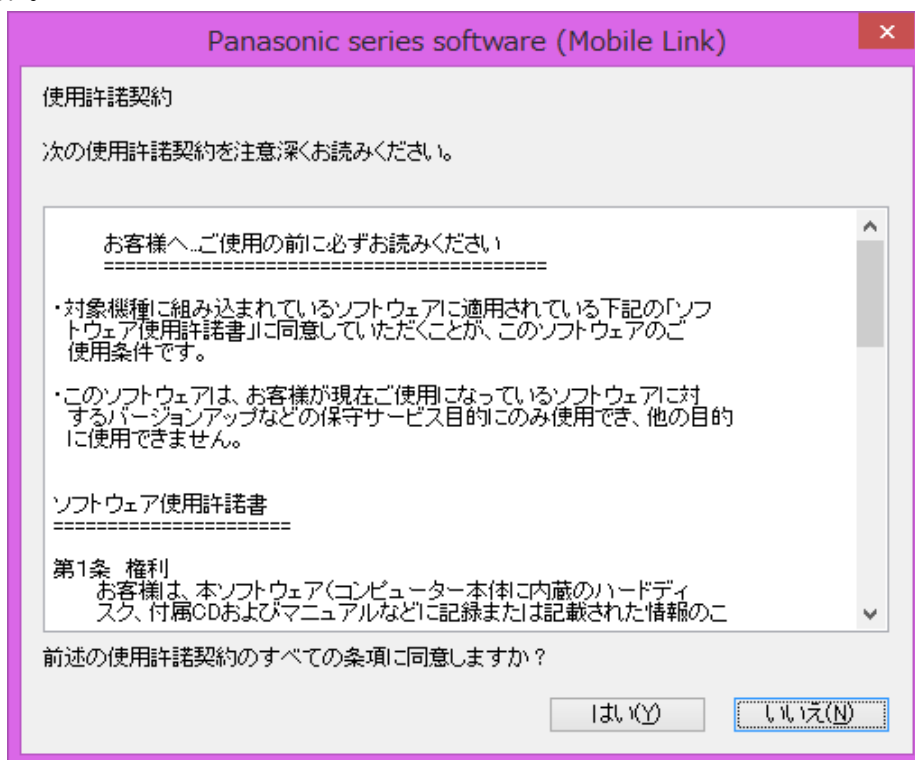 Panasonic series software (Mobile Link)
使用許諾契約
次の使用許諾契約を注意深くお読みください。
お客様へ...ご使用の前に必ずお読みください
=========================================
・対象機種に組み込まれているソフトウェアに適用されている下記の「ソフ
トウェア使用許諾書」に同意していただくことが、このソフトウェアのご
使用条件です。
・このソフトウェアは、お客様が現在ご使用になっているソフトウェアに対
するバージョンアップなどの保守サービス目的にのみ使用でき、他の目的
に使用できません。
ソフトウェア使用許諾書
======================
第1条 権利
お客様は、本ソフトウェア(コンピューター本体に内蔵のハードディ
スク、付属CDおよびマニュアルなどに記録または記載された情報のこ
前述の使用許諾契約のすべての条項に同意しますか?
はい(Y) いいえ(N)